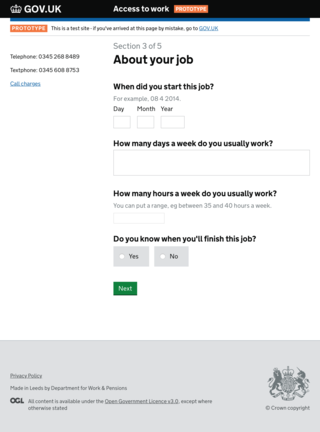 GOV.UK
Access to work PROTOTYPE
PROTOTYPE This is a test site - if you've arrived at this page by mistake, go to GOV.UK
Section 3 of 5
About your job
Telephone: 0345 268 8489
Textphone: 0345 608 8753
Call charges
When did you start this job?
For example, 08 4 2014.
Day Month Year
How many days a week do you usually work?
How many hours a week do you usually work?
You can put a range, eg between 35 and 40 hours a week.
Do you know when you'll finish this job?
Yes
No
Next
Privacy Policy
Made in Leeds by Department for Work & Pensions
OGL All content is available under the Open Government Licence v3.0, except where
otherwise stated
© Crown copyright